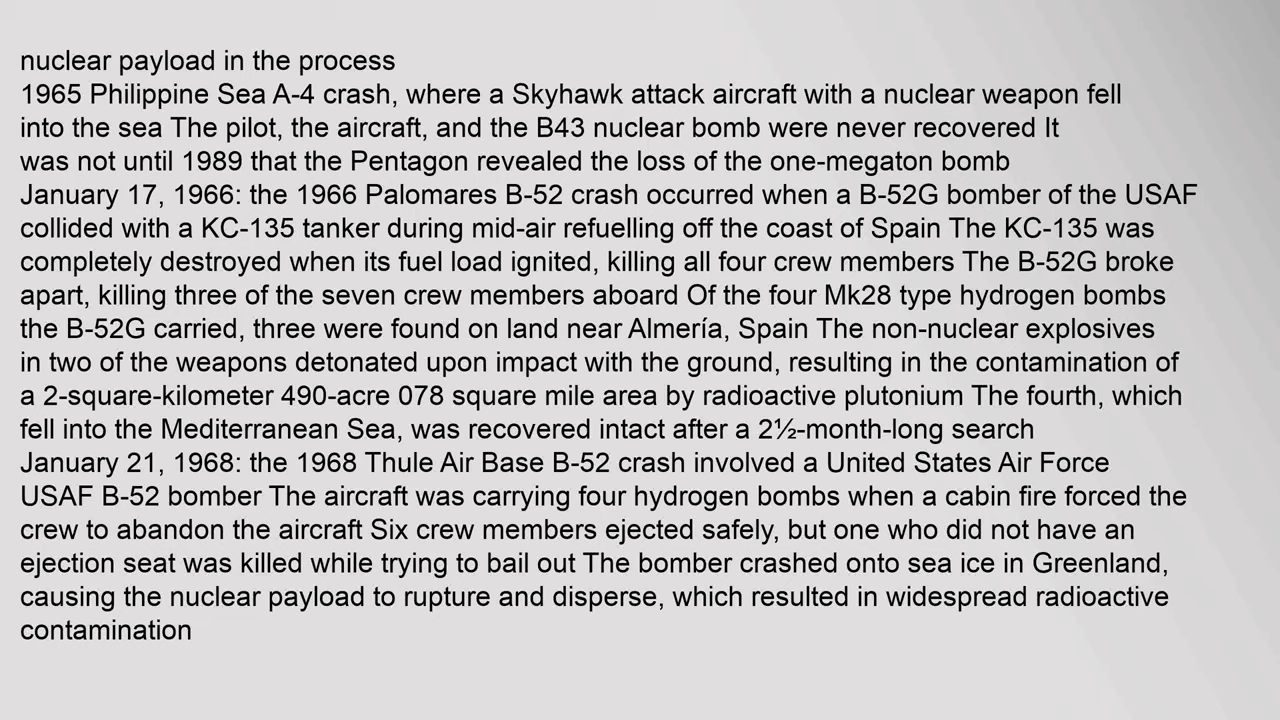 nuclear payload in the process
1965 Philippine Sea A-4 crash, where a Skyhawk attack aircraft with a nuclear weapon fell
into the sea The pilot, the aircraft, and the B43 nuclear bomb were never recovered It
was not until 1989 that the Pentagon revealed the loss of the one-megaton bomb
January 17, 1966: the 1966 Palomares B-52 crash occurred when a B-52G bomber of the USAF
collided with a KC-135 tanker during mid-air refuelling off the coast of Spain The KC-135 was
completely destroyed when its fuel load ignited, killing all four crew members The B-52G broke
apart, killing three of the seven crew members aboard Of the four Mk28 type hydrogen bombs
the B-52G carried, three were found on land near Almería, Spain The non-nuclear explosives
in two of the weapons detonated upon impact with the ground, resulting in the contamination of
a 2-square-kilometer 490-acre 078 square mile area by radioactive plutonium The fourth, which
fell into the Mediterranean Sea, was recovered intact after a 2½-month-long search
January 21, 1968: the 1968 Thule Air Base B-52 crash involved a United States Air Force
USAF B-52 bomber The aircraft was carrying four hydrogen bombs when a cabin fire forced the
crew to abandon the aircraft Six crew members ejected safely, but one who did not have an
ejection seat was killed while trying to bail out The bomber crashed onto sea ice in Greenland,
causing the nuclear payload to rupture and disperse, which resulted in widespread radioactive
contamination